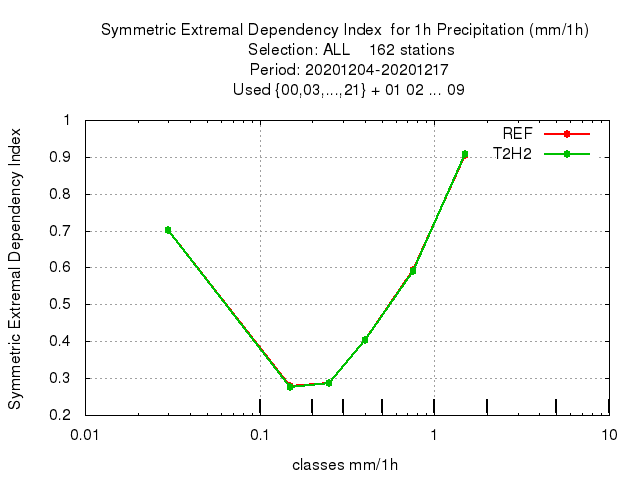 Symmetric Extremal Dependency Index  for 1h Precipitation (mm/1h)
Selection: ALL    162 stations
Period: 20201204-20201217
Used {00,03,...,21} + 01 02 ... 09
REF
T2H2
Symmetric Extremal Dependency Index
1
0.9
0.8
0.7
0.6
0.5
0.4
0.3
0.2
0.01 0.1 1 10
classes mm/1h